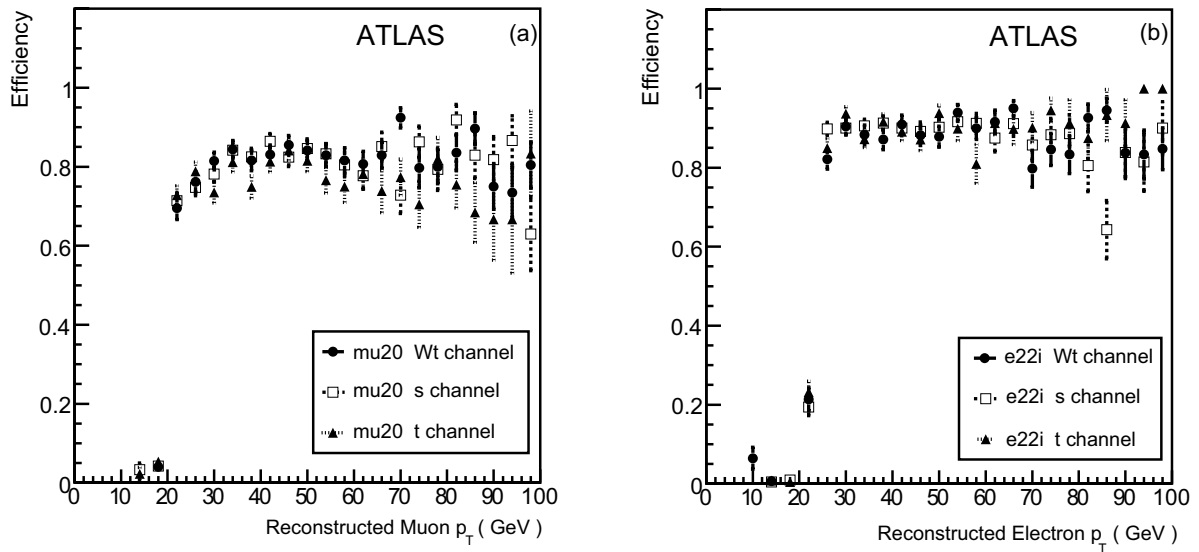 Efficiency
ATLAS
(a)
1
0.8
0.6
0.4
0.2
0
mu20 Wt channel
mu20 s channel
mu20 t channel
0 10 20 30 40 50 60 70 80 90 100
Reconstructed Muon p_T ( GeV )
Efficiency
ATLAS
(b)
1
0.8
0.6
0.4
0.2
0
e22i Wt channel
e22i s channel
e22i t channel
0 10 20 30 40 50 60 70 80 90 100
Reconstructed Electron p_T ( GeV )